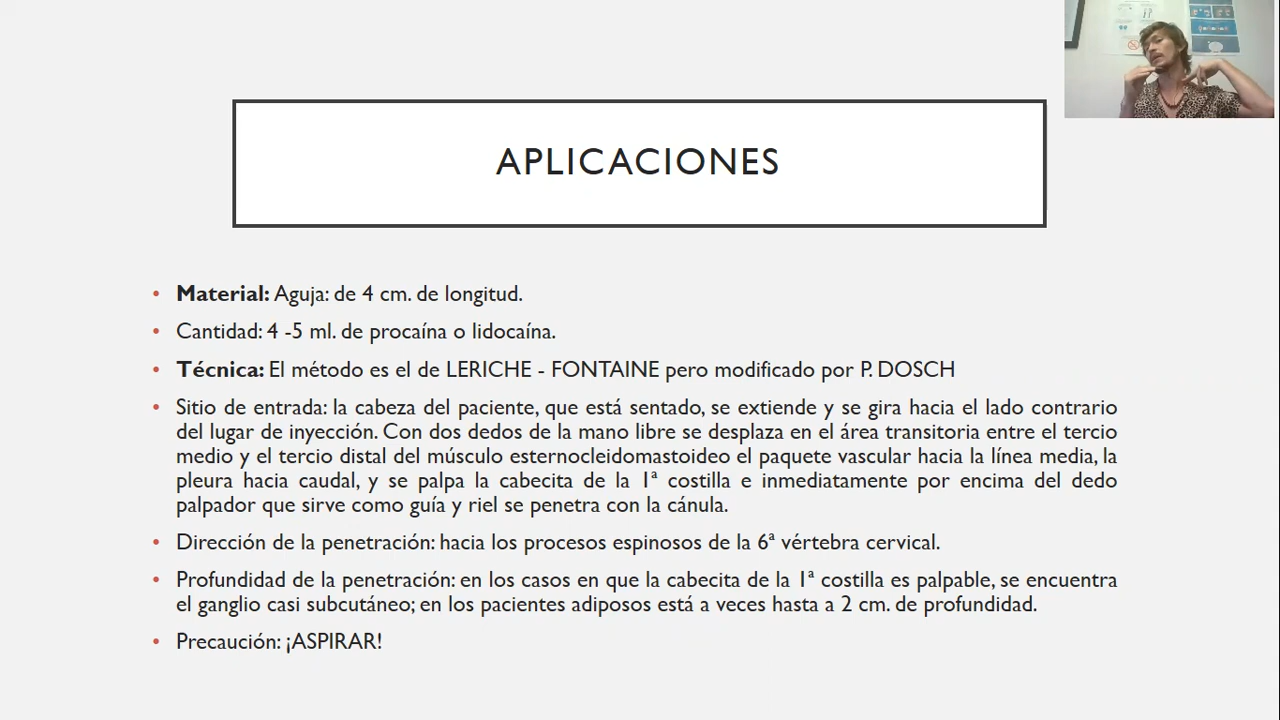 APLICACIONES
• Material: Aguja: de 4 cm. de longitud.
• Cantidad: 4 -5 ml. de procaína o lidocaína.
• Técnica: El método es el de LERICHE - FONTAINE pero modificado por P. DOSCH
• Sitio de entrada: la cabeza del paciente, que está sentado, se extiende y se gira hacia el lado contrario
del lugar de inyección. Con dos dedos de la mano libre se desplaza en el área transitoria entre el tercio
medio y el tercio distal del músculo esternocleidomastoideo el paquete vascular hacia la línea media, la
pleura hacia caudal, y se palpa la cabecita de la 1ª costilla e inmediatamente por encima del dedo
palpador que sirve como guía y riel se penetra con la cánula.
• Dirección de la penetración: hacia los procesos espinosos de la 6ª vértebra cervical.
• Profundidad de la penetración: en los casos en que la cabecita de la 1ª costilla es palpable, se encuentra
el ganglio casi subcutáneo; en los pacientes adiposos está a veces hasta a 2 cm. de profundidad.
• Precaución: ¡ASPIRAR!